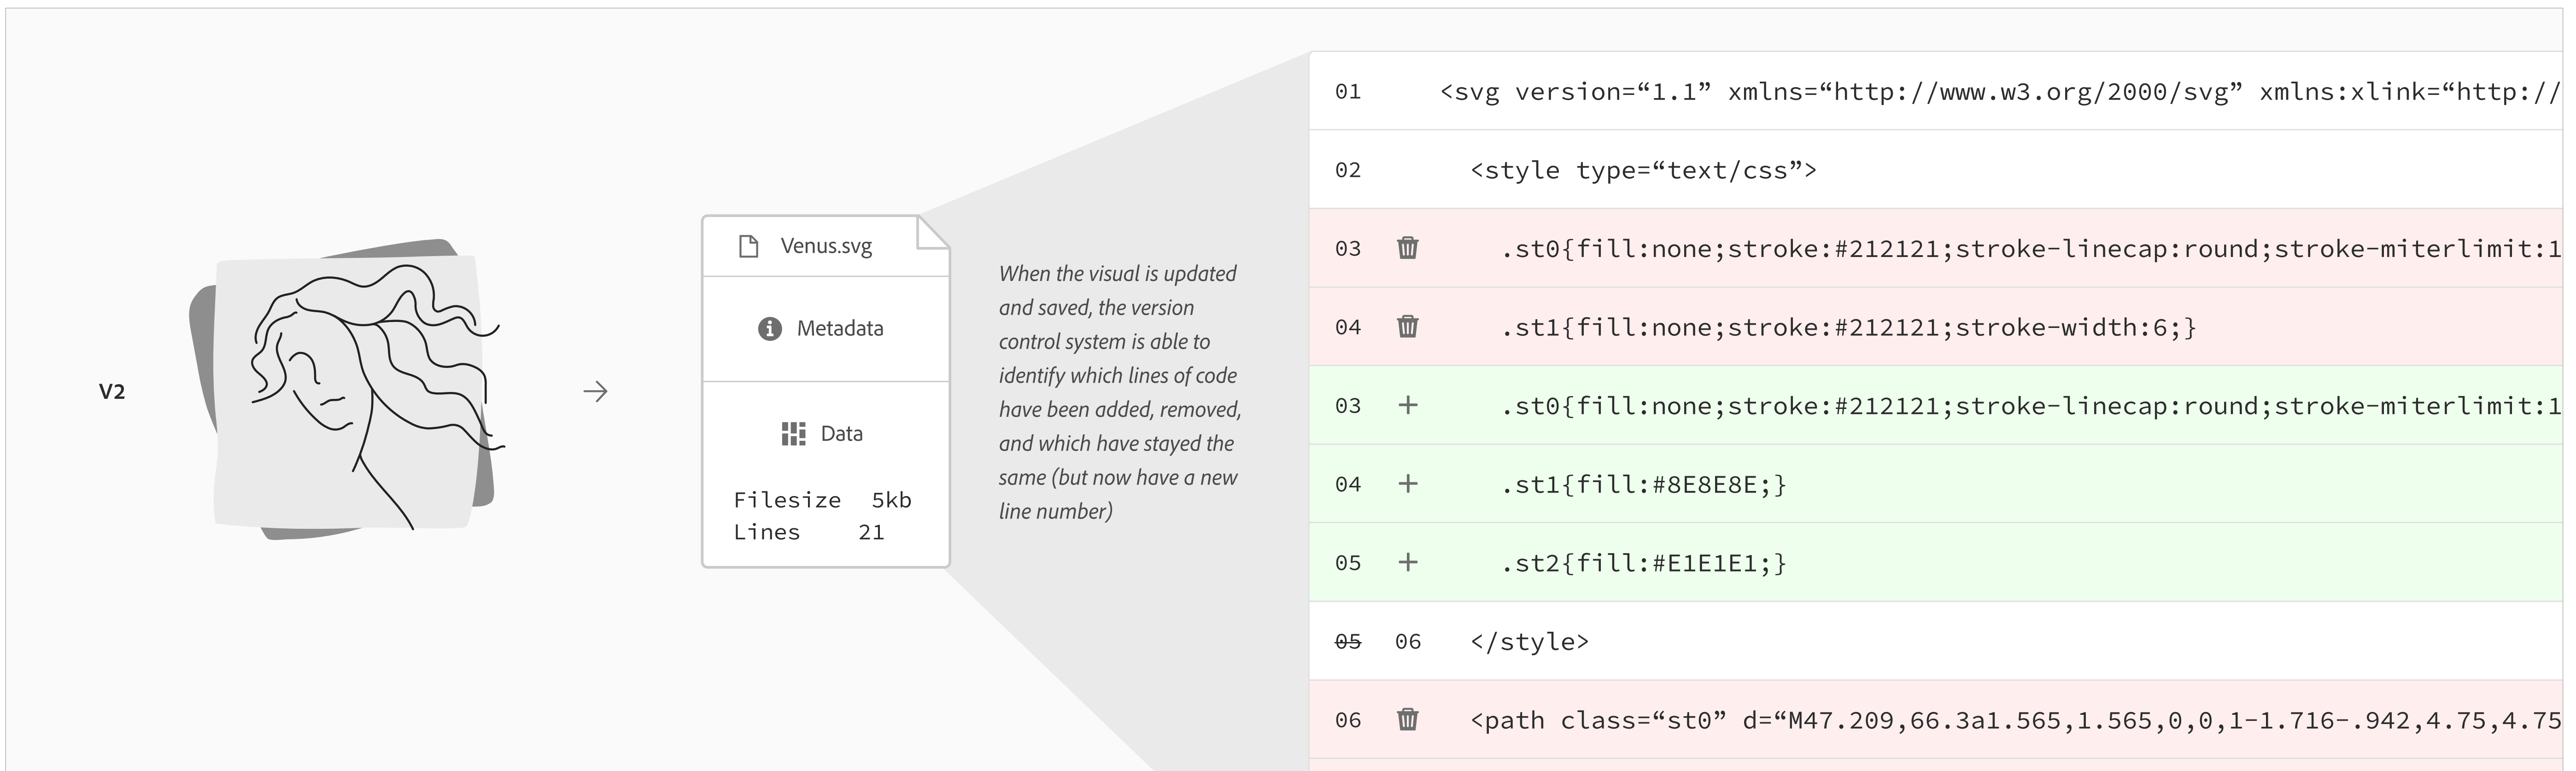 V2
Venus.svg
Metadata
Data
Filesize 5kb
Lines 21
When the visual is updated
and saved, the version
control system is able to
identify which lines of code
have been added, removed,
and which have stayed the
same (but now have a new
line number)
01 <svg version=“1.1” xmlns=“http://www.w3.org/2000/svg” xmlns:xlink=“http://
02 <style type=“text/css”>
03 .st0{fill:none;stroke:#212121;stroke-linecap:round;stroke-miterlimit:1
04 .st1{fill:none;stroke:#212121;stroke-width:6;}
03 + .st0{fill:none;stroke:#212121;stroke-linecap:round;stroke-miterlimit:1
04 + .st1{fill:#8E8E8E;}
05 + .st2{fill:#E1E1E1;}
05 06 </style>
06 <path class=“st0” d=“M47.209,66.3a1.565,1.565,0,0,1-1.716-.942,4.75,4.75